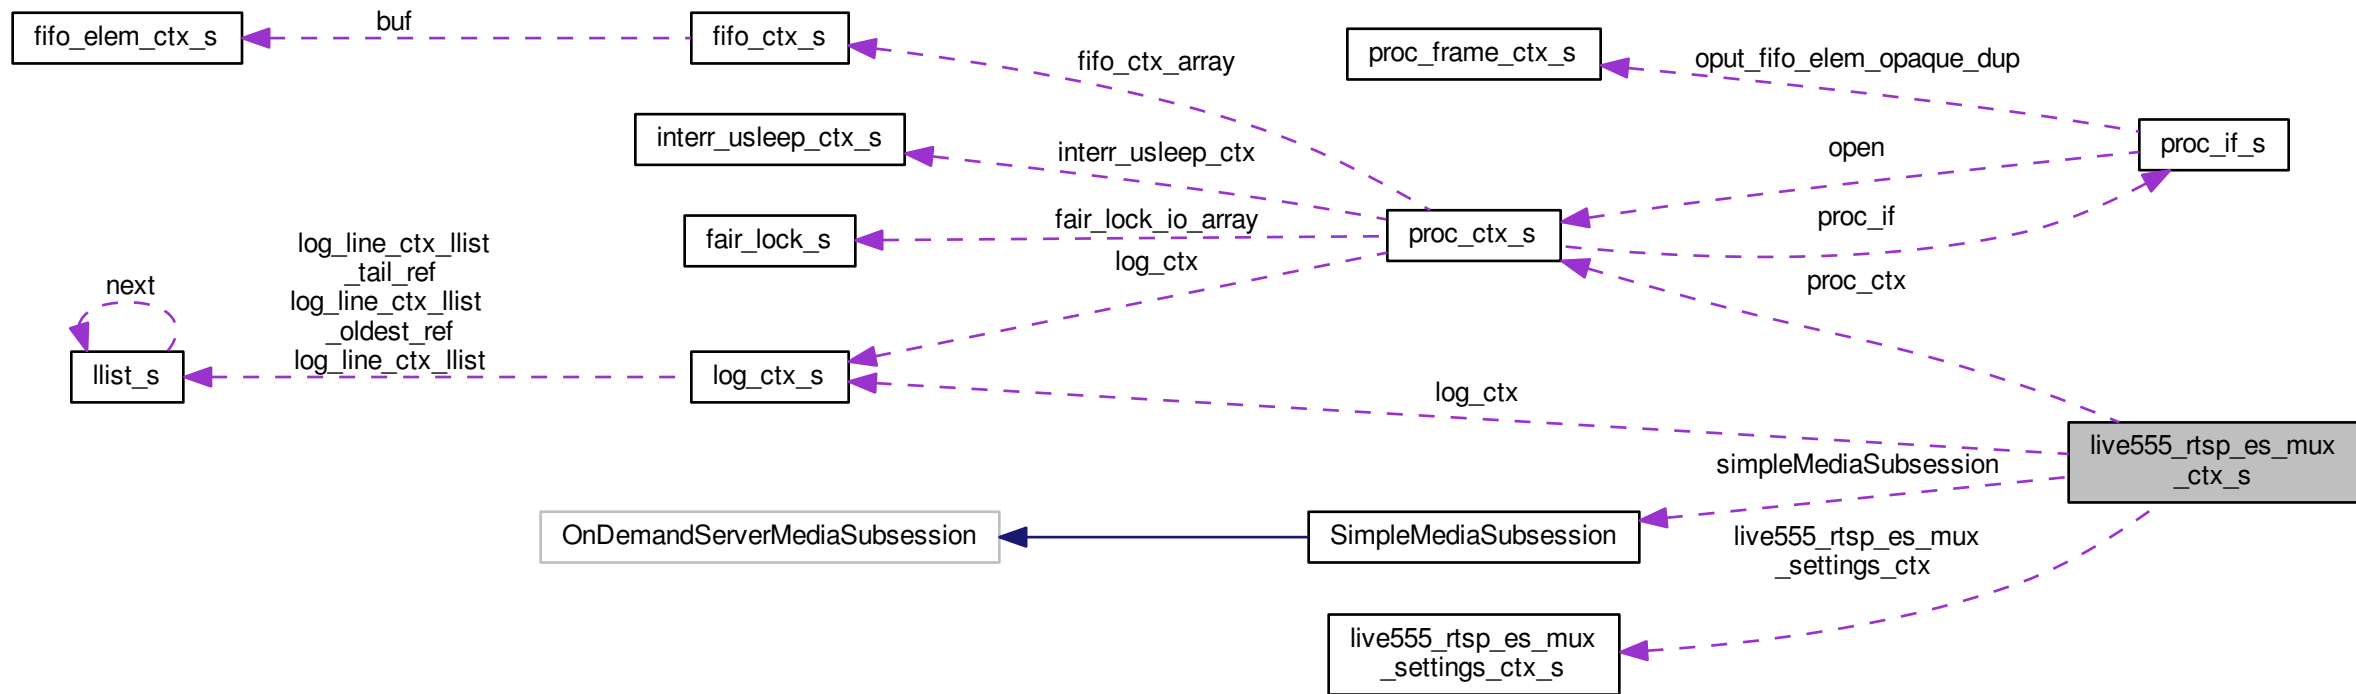 fifo_elem_ctx_s
buf
fifo_ctx_s
fifo_ctx_array
proc_frame_ctx_s
oput_fifo_elem_opaque_dup
interr_usleep_ctx_s
interr_usleep_ctx
open
proc_if_s
fair_lock_s
fair_lock_io_array
proc_ctx_s
proc_if
log_line_ctx_llist
_tail_ref
log_line_ctx_llist
_oldest_ref
log_line_ctx_llist
next
llist_s
log_ctx
proc_ctx
log_ctx_s
log_ctx
live555_rtsp_es_mux
_ctx_s
simpleMediaSubsession
OnDemandServerMediaSubsession
SimpleMediaSubsession
live555_rtsp_es_mux
_settings_ctx
live555_rtsp_es_mux
_settings_ctx_s